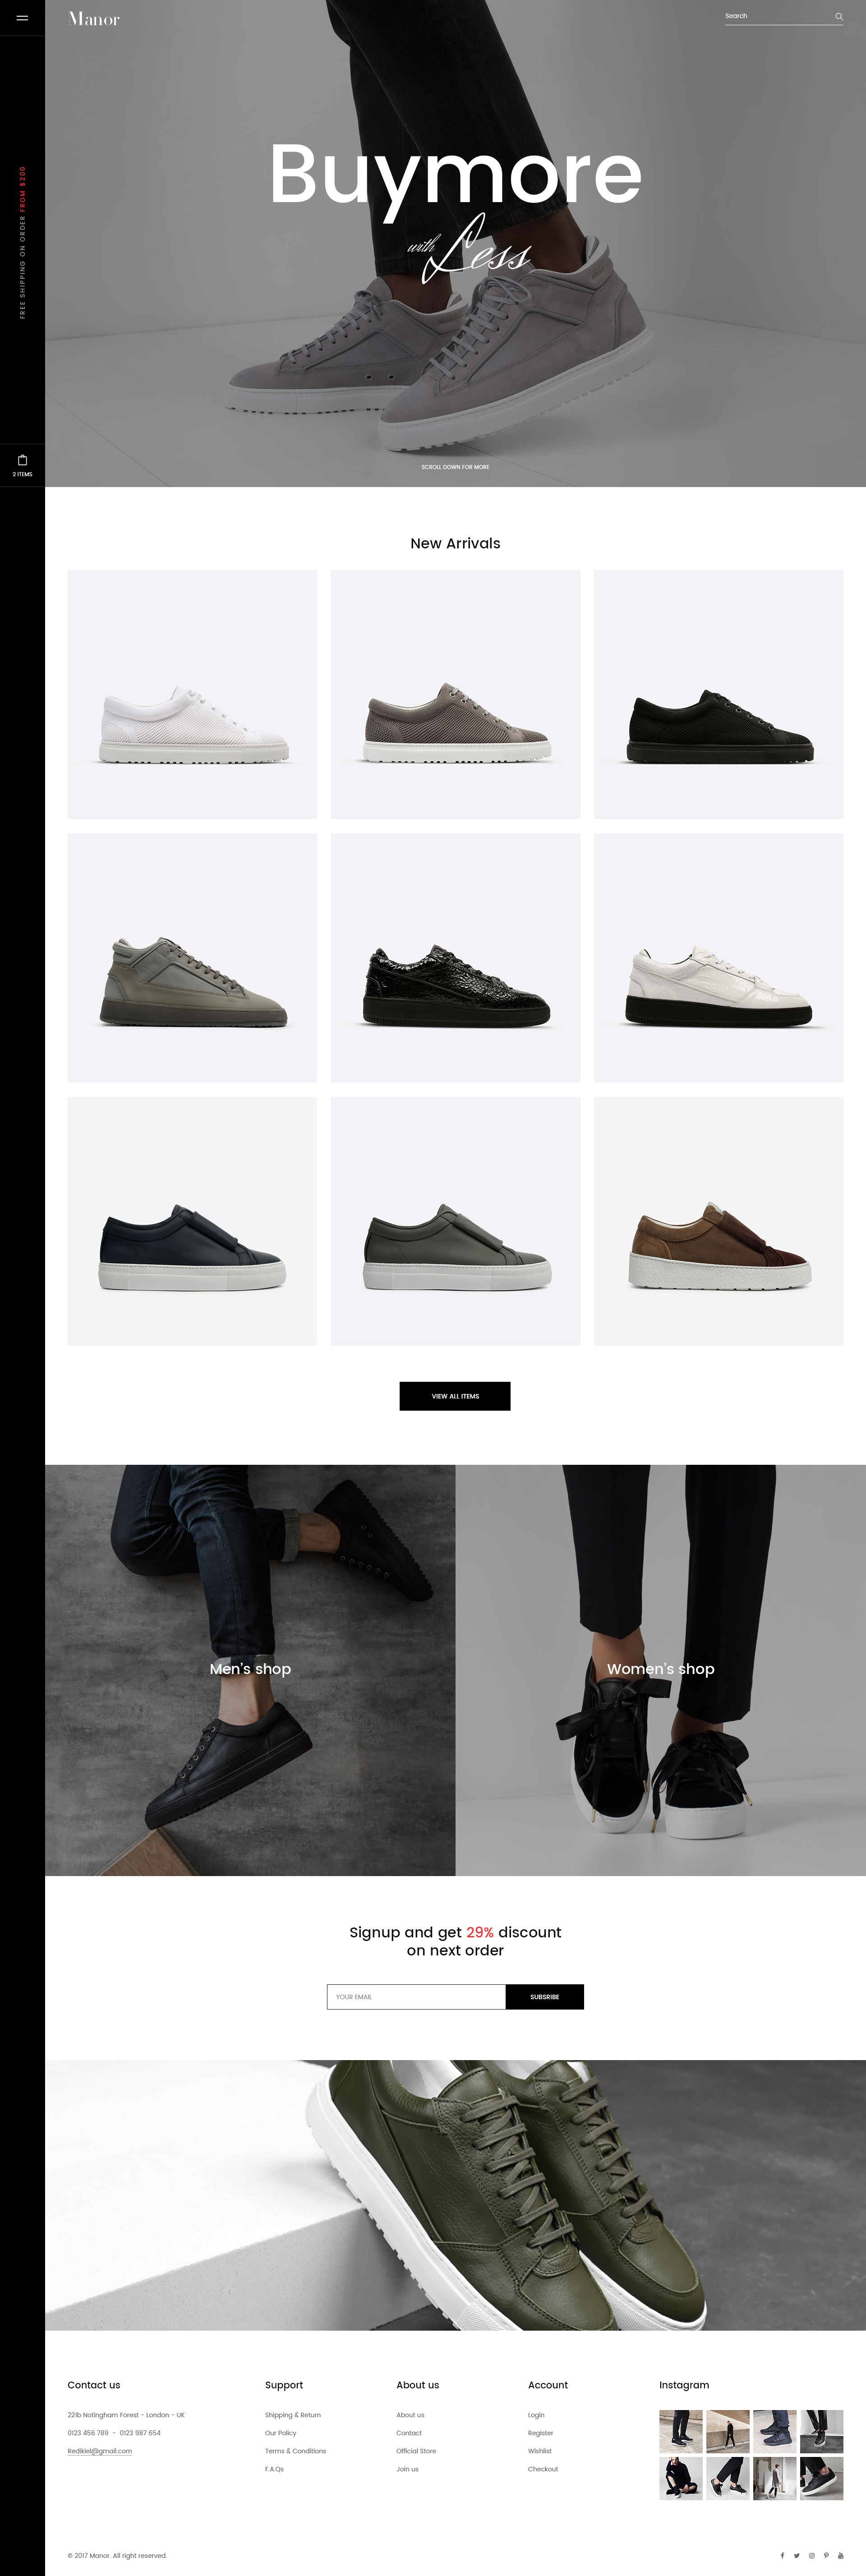 Manor
Search
FREE SHIPPING ON ORDER FROM $200
2 ITEMS
Buymore
with Less
SCROLL DOWN FOR MORE
New Arrivals
VIEW ALL ITEMS
Men's shop
Women's shop
Signup and get 29% discount
on next order
YOUR EMAIL
SUBSRIBE
Contact us
221b Notingham Forest - London - UK
0123 456 789 - 0123 987 654
Redikiel@gmail.com
Support
Shipping & Return
Our Policy
Terms & Conditions
F.A.Qs
About us
About us
Contact
Official Store
Join us
Account
Login
Register
Wishlist
Checkout
Instagram
© 2017 Manor. All right reserved.